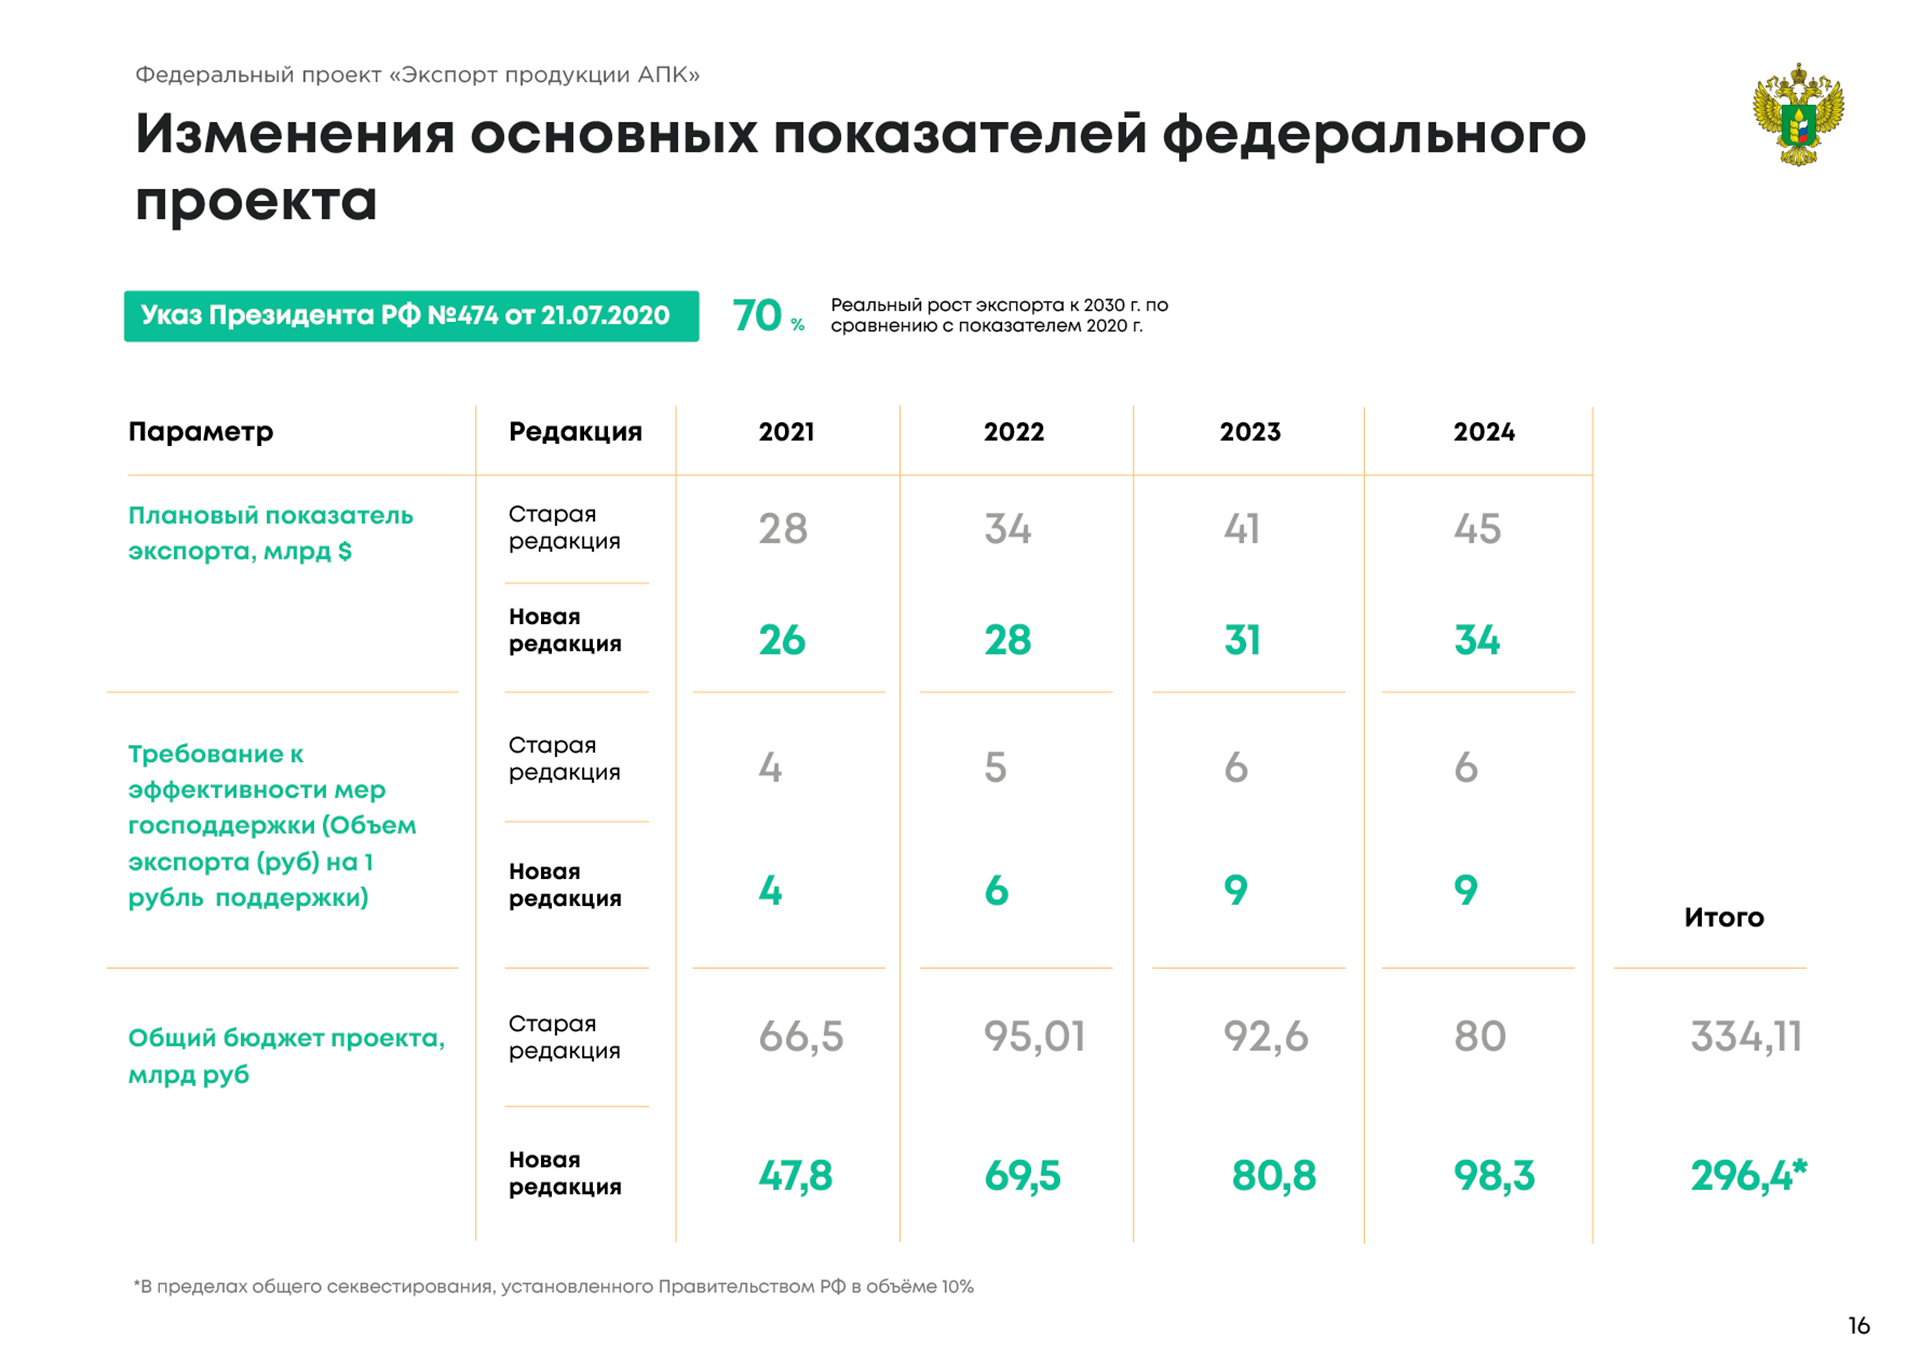 Федеральный проект «Экспорт продукции АПК»
Изменения основных показателей федерального
проекта
Указ Президента РФ №474 от 21.07.2020
70 %
Реальный рост экспорта к 2030 г. по
сравнению с показателем 2020 г.
Параметр Редакция 2021 2022 2023 2024
Плановый показатель
экспорта, млрд $
Старая
редакция
28 34 41 45
Новая
редакция
26 28 31 34
Требование к
эффективности мер
господдержки (Объем
экспорта (руб) на 1
рубль поддержки)
Старая
редакция
4 5 6 6
Новая
редакция
4 6 9 9
Итого
Общий бюджет проекта,
млрд руб
Старая
редакция
66,5 95,01 92,6 80 334,11
Новая
редакция
47,8 69,5 80,8 98,3 296,4*
*В пределах общего секвестирования, установленного Правительством РФ в объёме 10%
16